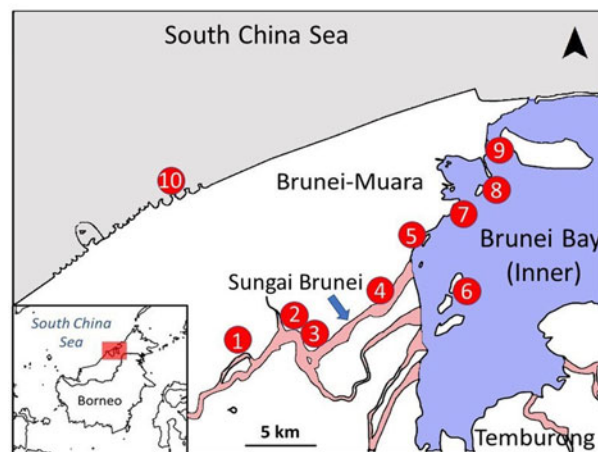 South China Sea
10
Brunei-Muara
9
8
7
5
Brunei Bay
(Inner)
Sungai Brunei
4
6
2
3
1
South China
Sea
Borneo
5 km
Temburong